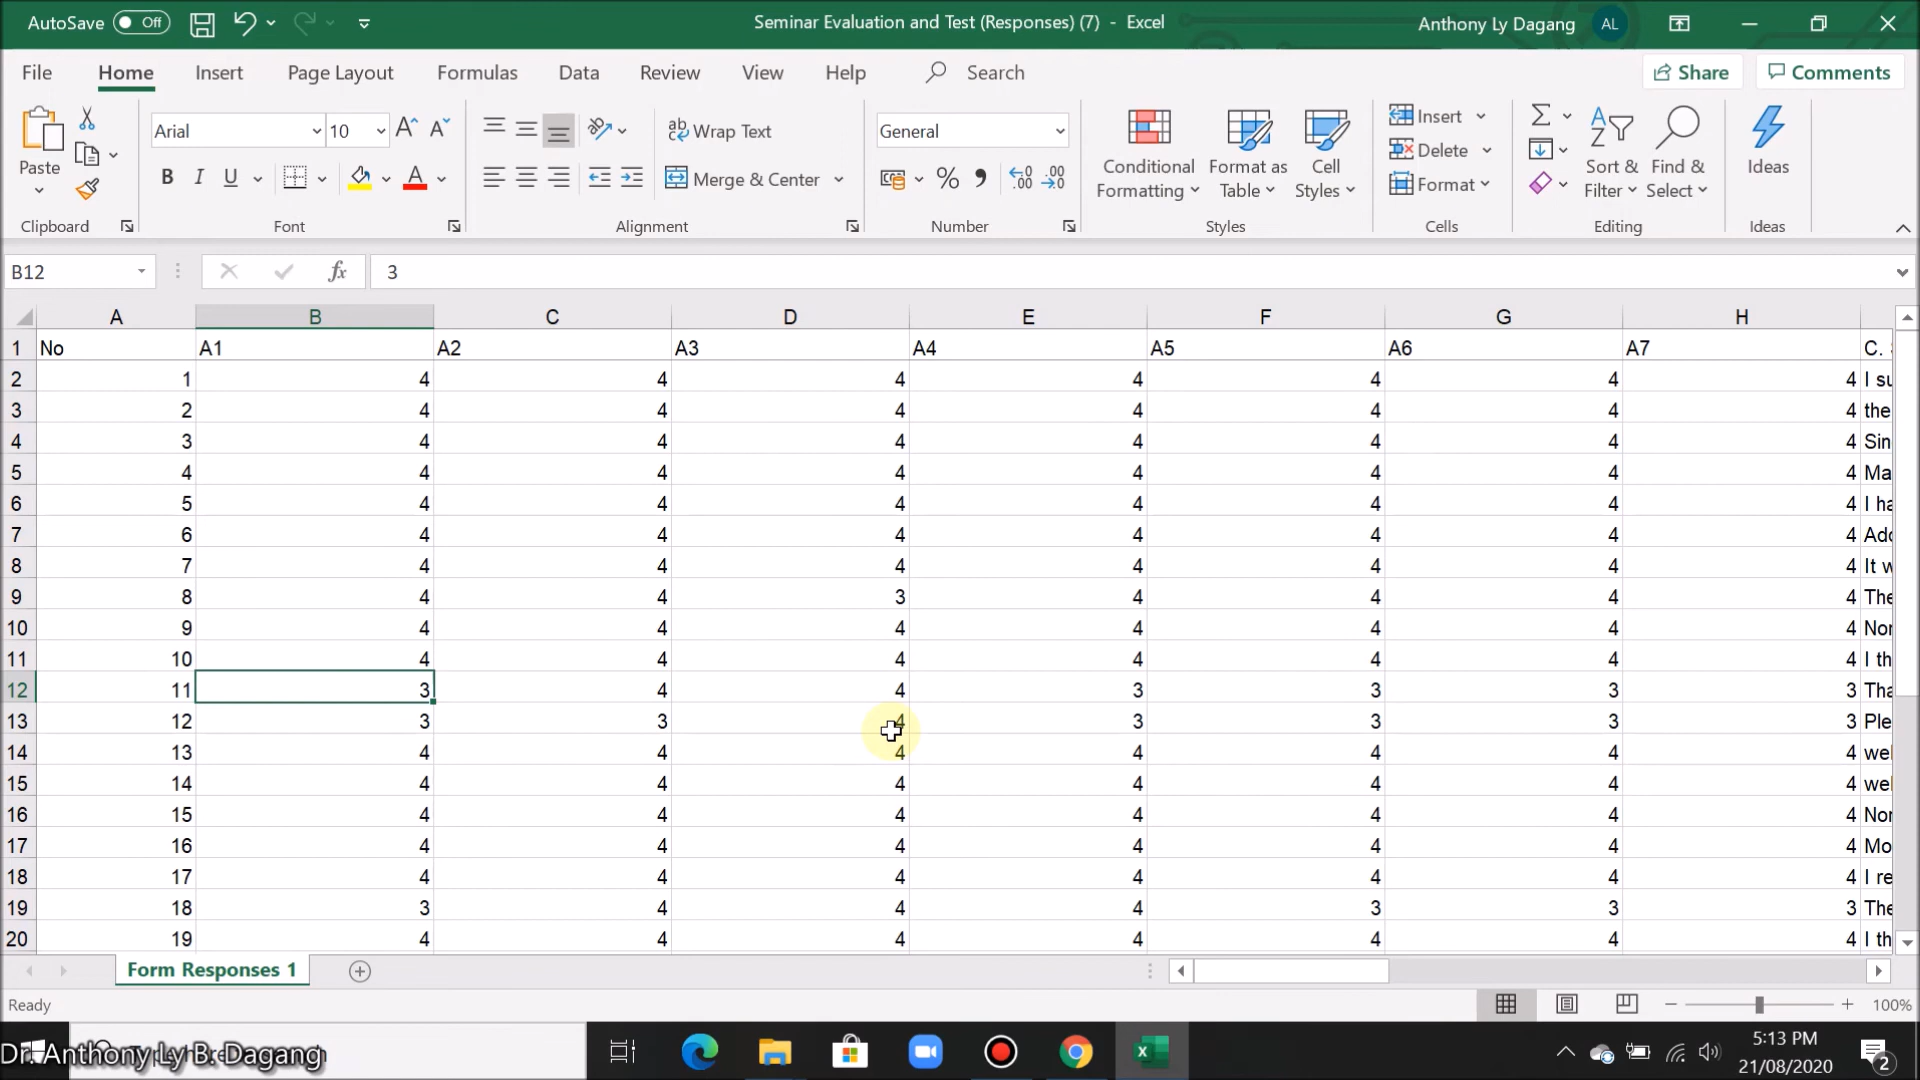 AutoSave Off Seminar Evaluation and Test (Responses) (7) - Excel Anthony Ly Dagang AL
File Home Insert Page Layout Formulas Data Review View Help Search Share Comments
Paste Arial 10 Wrap Text General Conditional Formatting Format as Table Cell Styles Insert Sort & Filter Find & Select Ideas
B I U A Merge & Center % Delete Format
Clipboard Font Alignment Number Styles Cells Editing Ideas
B12 fx 3
A B C D E F G H
1 No A1 A2 A3 A4 A5 A6 A7 C.
2 1 4 4 4 4 4 4 4 I su
3 2 4 4 4 4 4 4 4 the
4 3 4 4 4 4 4 4 4 Sin
5 4 4 4 4 4 4 4 4 Ma
6 5 4 4 4 4 4 4 4 I ha
7 6 4 4 4 4 4 4 4 Add
8 7 4 4 4 4 4 4 4 It w
9 8 4 4 3 4 4 4 4 The
10 9 4 4 4 4 4 4 4 Nor
11 10 4 4 4 4 4 4 4 I th
12 11 3 4 4 3 3 3 3 Tha
13 12 3 3 4 3 3 3 3 Ple
14 13 4 4 4 4 4 4 4 wel
15 14 4 4 4 4 4 4 4 wel
16 15 4 4 4 4 4 4 4 Nor
17 16 4 4 4 4 4 4 4 Mo
18 17 4 4 4 4 4 4 4 I re
19 18 3 4 4 4 3 3 3 The
20 19 4 4 4 4 4 4 4 I th
Form Responses 1
Ready 100%
Dr. Anthony Ly B. Dagang
5:13 PM
21/08/2020
2